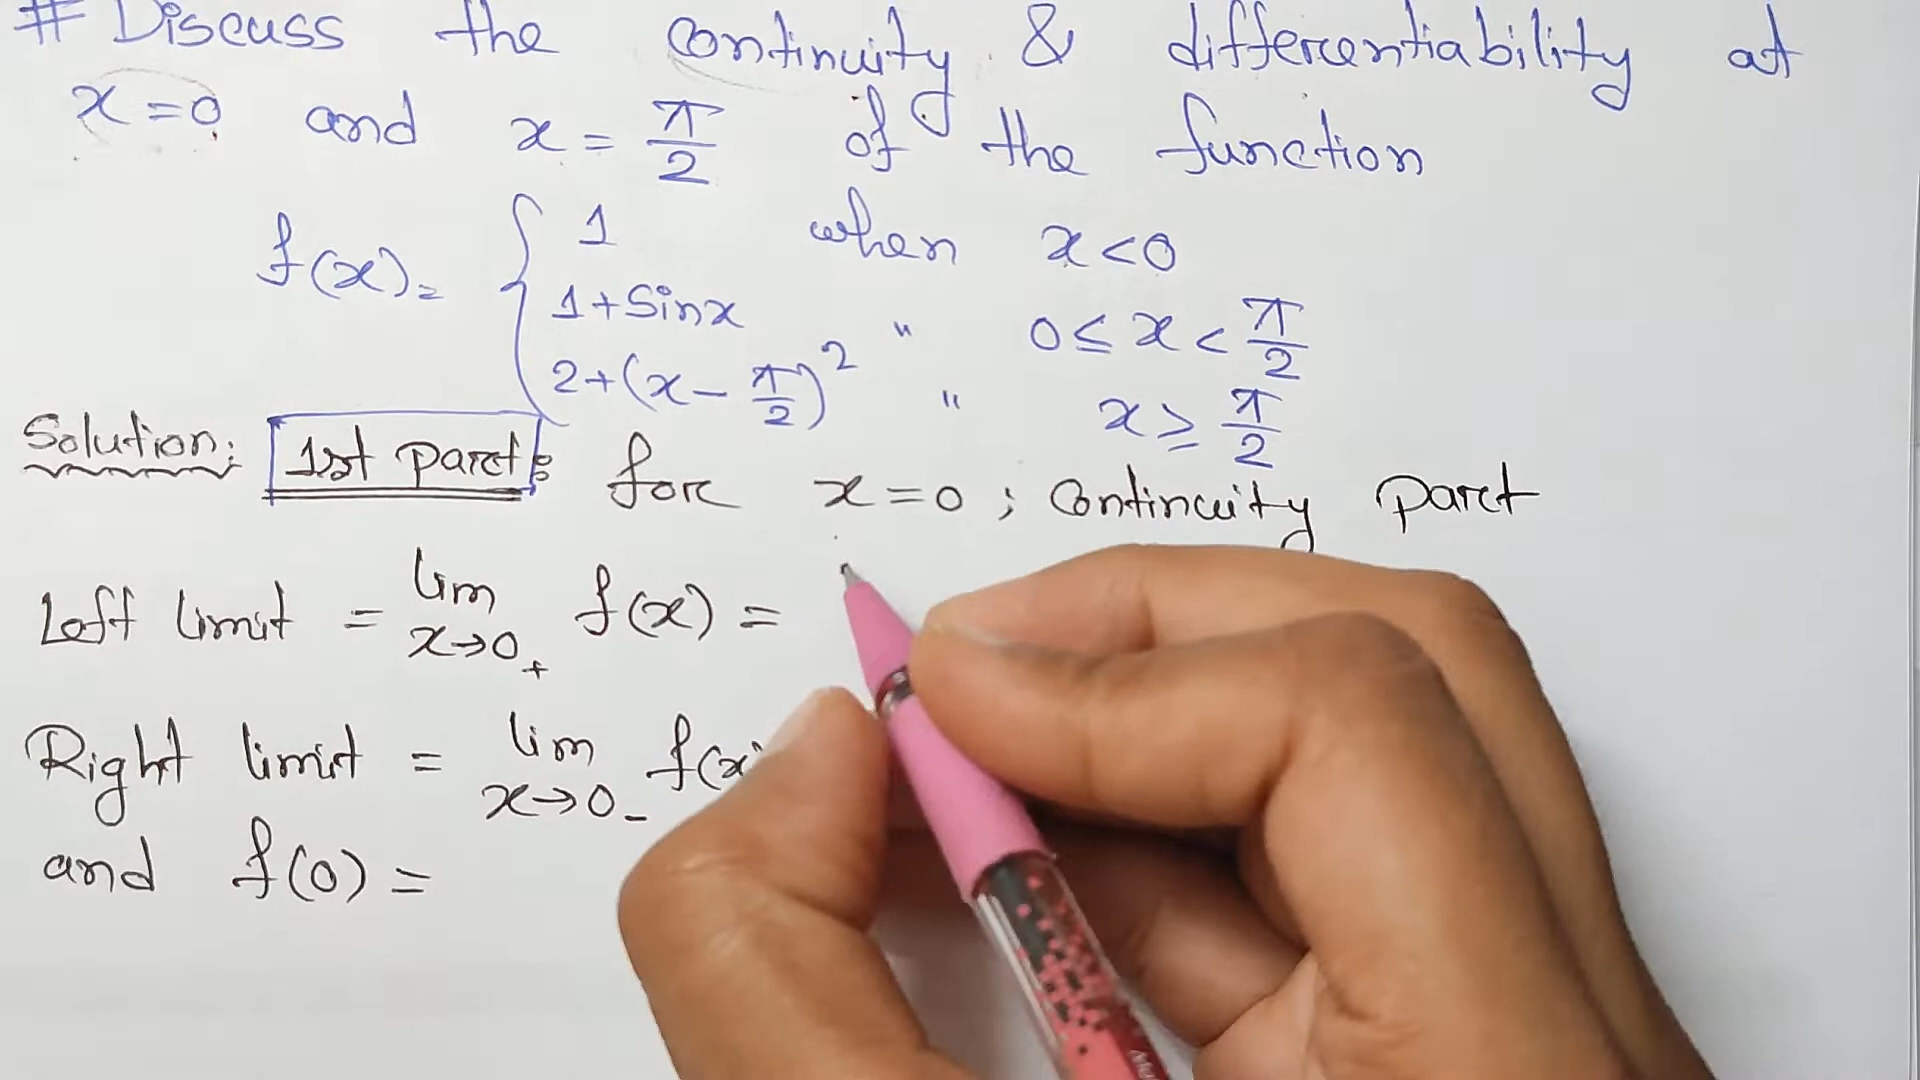 # Discuss the continuity & differentiability at
x=0 and x = π/2 of the function
f(x) = { 1 when x<0
1+Sinx " 0≤x<π/2
2+(x-π/2)² " x≥π/2
Solution: 1st part: for x=0; Continuity part
Left limit = lim x→0+ f(x) =
Right limit = lim x→0- f(x)
and f(0) =